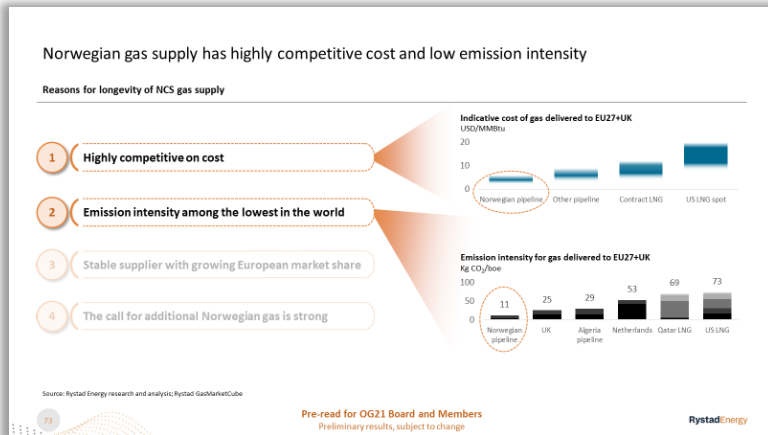 Norwegian gas supply has highly competitive cost and low emission intensity
Reasons for longevity of NCS gas supply
1 Highly competitive on cost
2 Emission intensity among the lowest in the world
3 Stable supplier with growing European market share
4 The call for additional Norwegian gas is strong
Indicative cost of gas delivered to EU27+UK
USD/MMBtu
20
10
0
Norwegian pipeline Other pipeline Contract LNG US LNG spot
Emission intensity for gas delivered to EU27+UK
Kg CO₂/boe
100
50
0
11 25 29 53 69 73
Norwegian pipeline UK Algeria pipeline Netherlands Qatar LNG US LNG
Source: Rystad Energy research and analysis; Rystad GasMarketCube
73
Pre-read for OG21 Board and Members
Preliminary results, subject to change
RystadEnergy